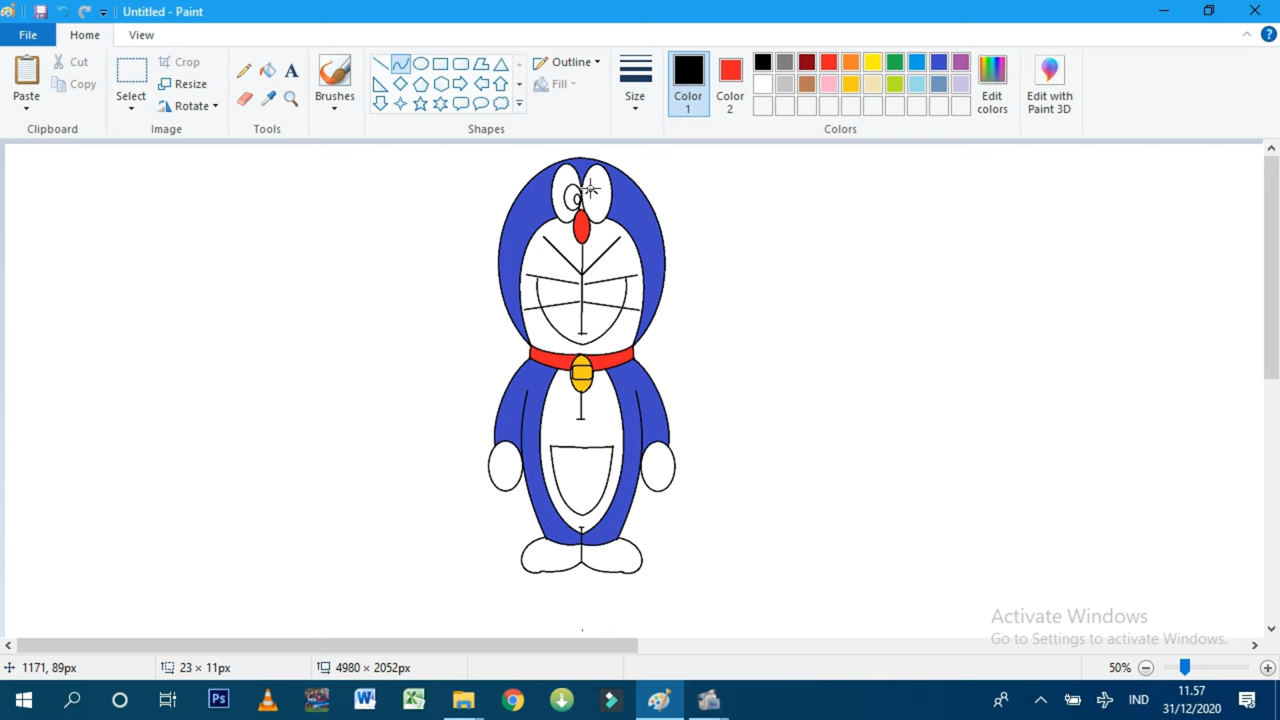 Untitled - Paint
File
Home
View
Paste
Cut
Copy
Clipboard
Select
Crop
Resize
Rotate
Image
Tools
Brushes
Outline
Fill
Shapes
Size
Color 1
Color 2
Edit colors
Colors
Edit with Paint 3D
Activate Windows
Go to Settings to activate Windows.
1171, 89px
23 × 11px
4980 × 2052px
50%
Ps
W
X
IND
11.57
31/12/2020